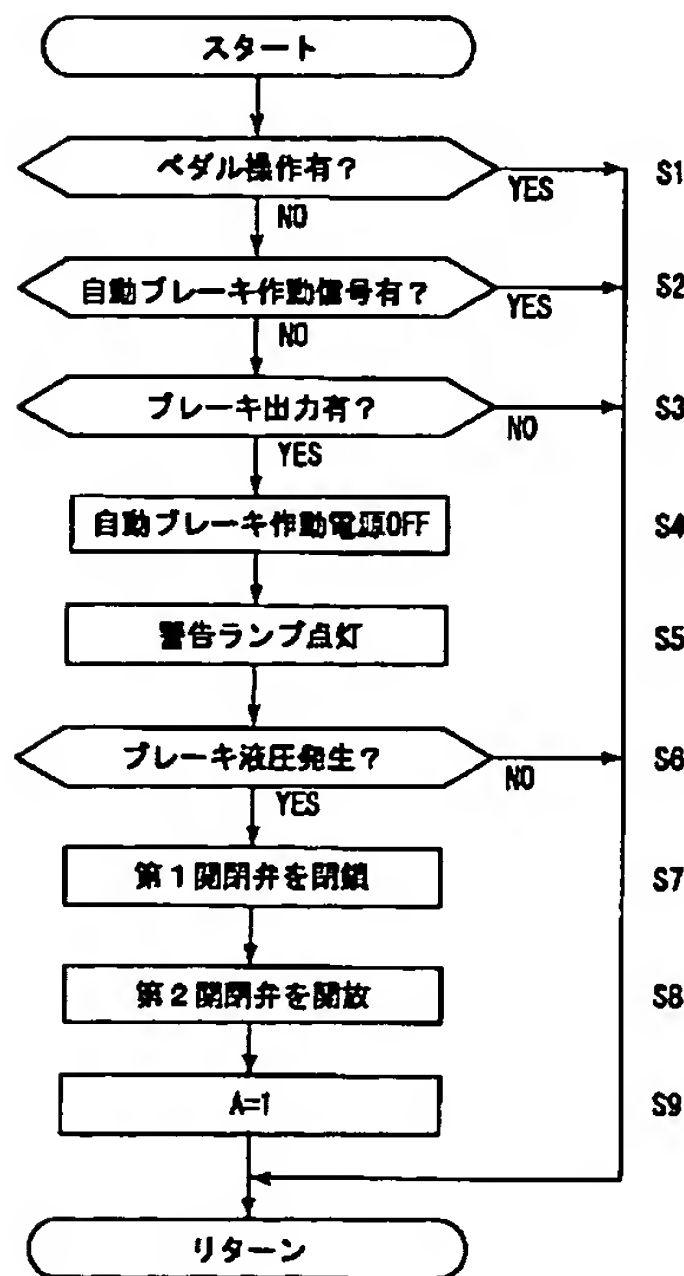 スタート
ペダル操作有?
S1
YES
NO
自動ブレーキ作動信号有?
S2
YES
NO
ブレーキ出力有?
S3
NO
YES
自動ブレーキ作動電源OFF
S4
警告ランプ点灯
S5
ブレーキ液圧発生?
S6
NO
YES
第1開閉弁を閉鎖
S7
第2開閉弁を開放
S8
A=1
S9
リターン